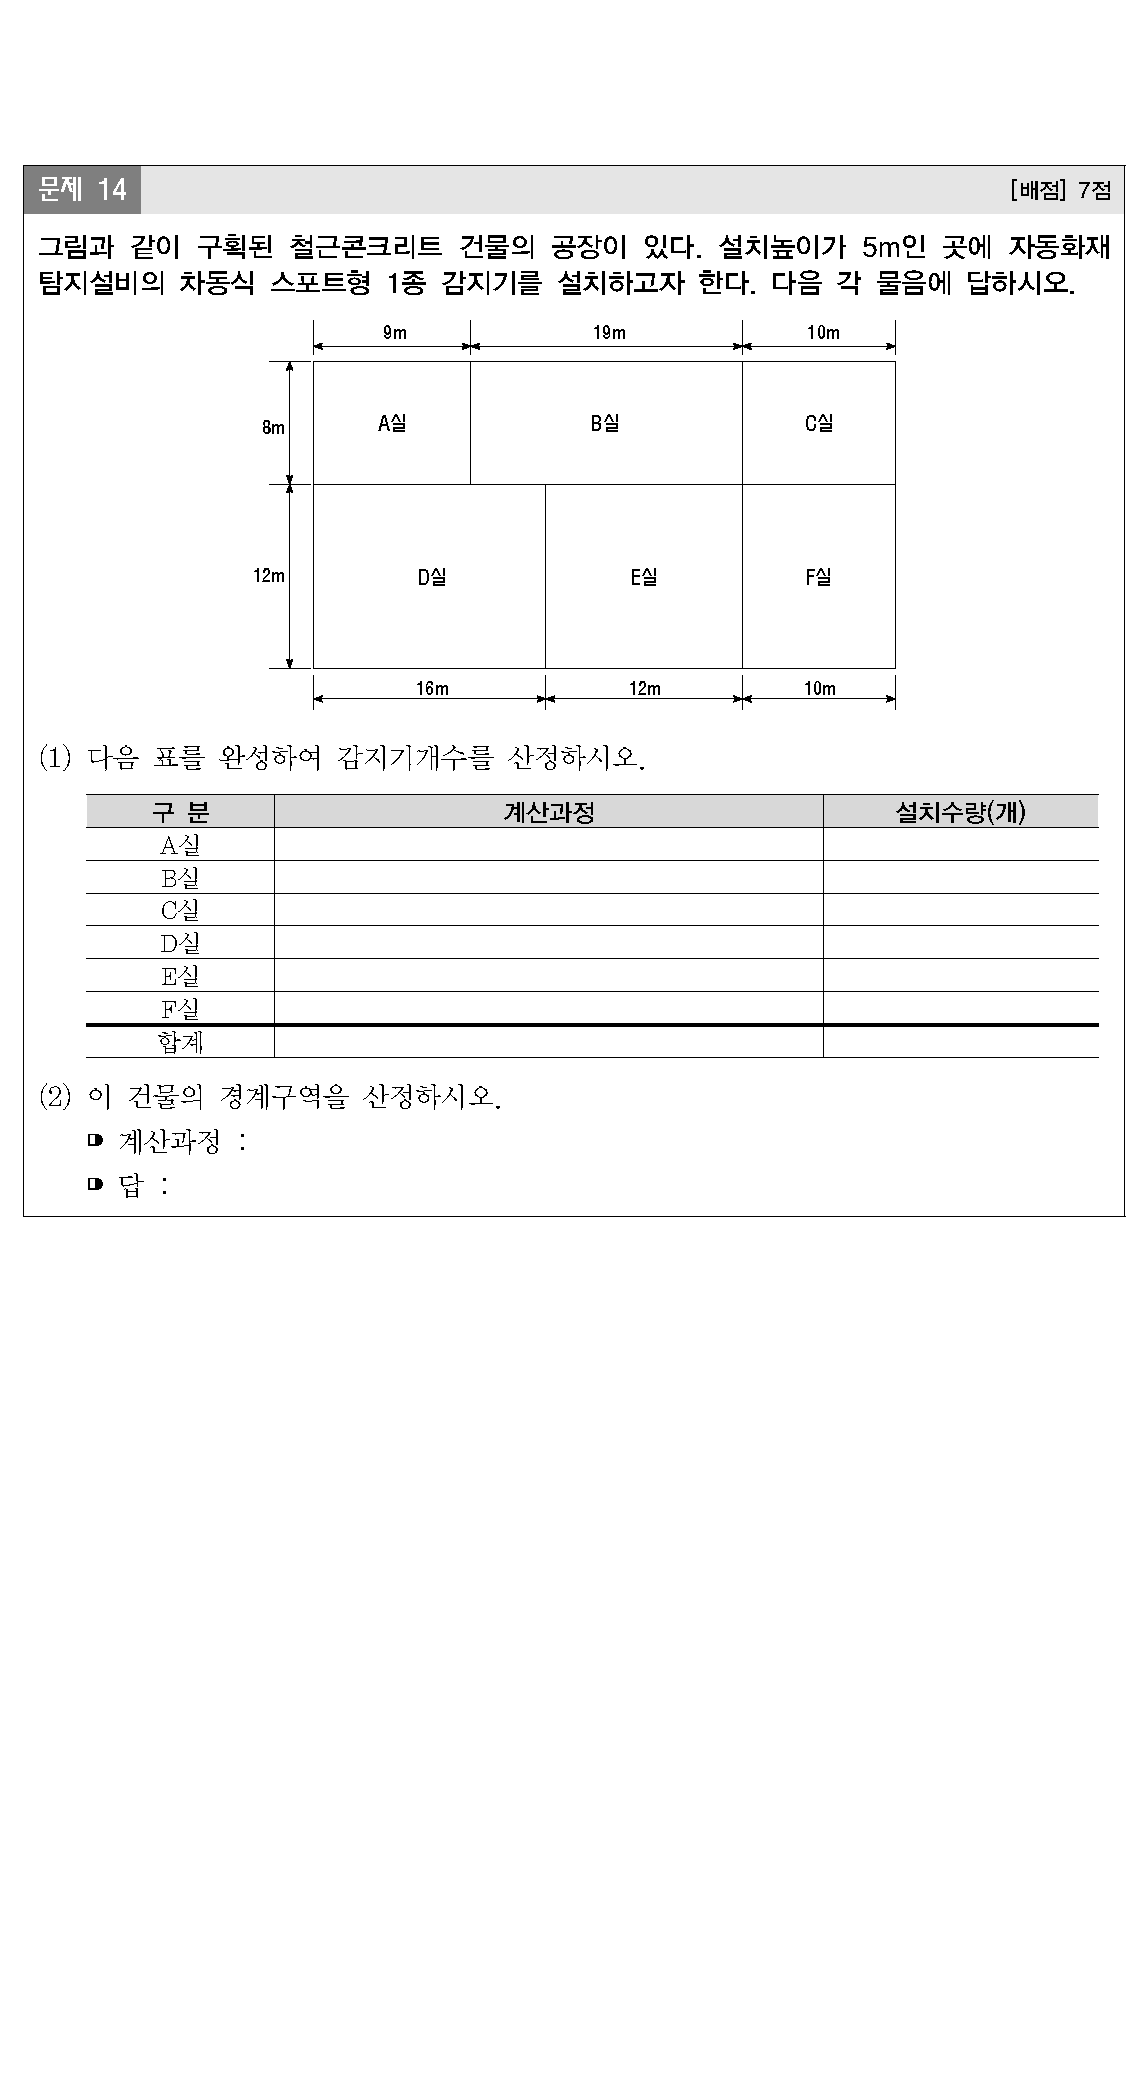 문제 14 [배점] 7점
그림과 같이 구획된 철근콘크리트 건물의 공장이 있다. 설치높이가 5m인 곳에 자동화재
탐지설비의 차동식 스포트형 1종 감지기를 설치하고자 한다. 다음 각 물음에 답하시오.
9m 19m 10m
8m A실 B실 C실
12m D실 E실 F실
16m 12m 10m
(1) 다음 표를 완성하여 감지기개수를 산정하시오.
구 분 계산과정 설치수량(개)
A실
B실
C실
D실
E실
F실
합계
(2) 이 건물의 경계구역을 산정하시오.
계산과정 :
답 :